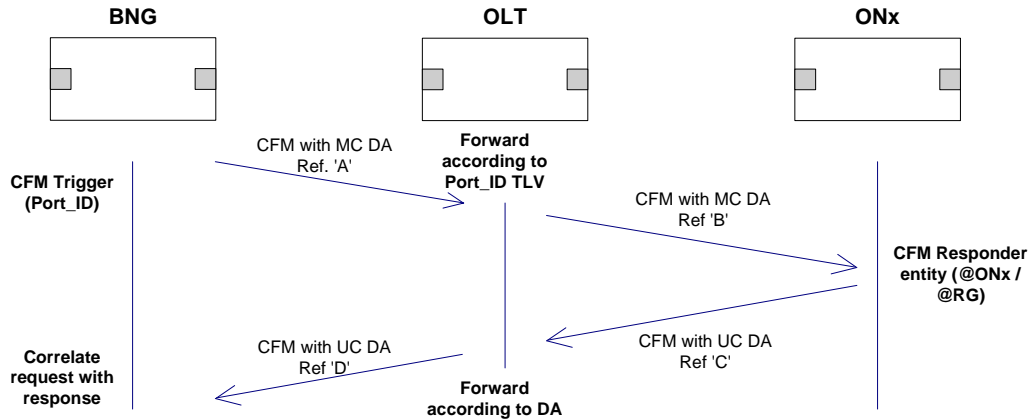 BNG
OLT
ONx
CFM with MC DA
Ref. 'A'
Forward
according to
Port_ID TLV
CFM Trigger
(Port_ID)
CFM with MC DA
Ref 'B'
CFM Responder
entity (@ONx /
@RG)
CFM with UC DA
Ref 'C'
CFM with UC DA
Ref 'D'
Correlate
request with
response
Forward
according to DA